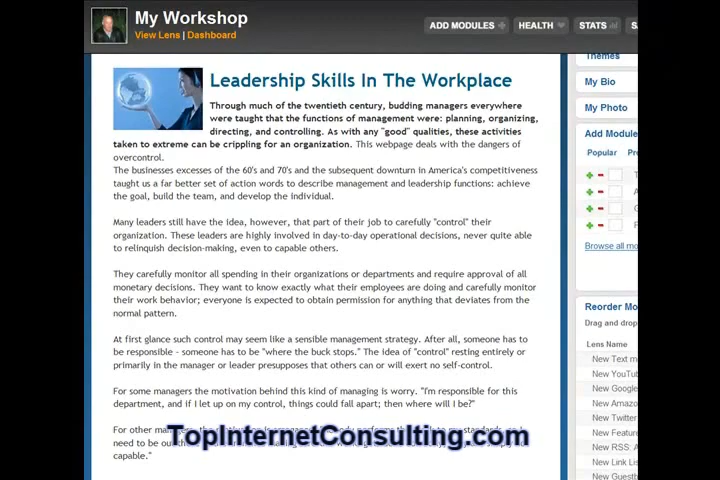 My Workshop
View Lens | Dashboard
ADD MODULES
HEALTH
STATS
Leadership Skills In The Workplace
Through much of the twentieth century, budding managers everywhere
were taught that the functions of management were: planning, organizing,
directing, and controlling. As with any "good" qualities, these activities
taken to extreme can be crippling for an organization. This webpage deals with the dangers of
overcontrol.
The businesses excesses of the 60's and 70's and the subsequent downturn in America's competitiveness
taught us a far better set of action words to describe management and leadership functions: achieve
the goal, build the team, and develop the individual.
Many leaders still have the idea, however, that part of their job to carefully "control" their
organization. These leaders are highly involved in day-to-day operational decisions, never quite able
to relinquish decision-making, even to capable others.
They carefully monitor all spending in their organizations or departments and require approval of all
monetary decisions. They want to know exactly what their employees are doing and carefully monitor
their work behavior; everyone is expected to obtain permission for anything that deviates from the
normal pattern.
At first glance such control may seem like a sensible management strategy. After all, someone has to
be responsible - someone has to be "where the buck stops." The idea of "control" resting entirely or
primarily in the manager or leader presupposes that others can or will exert no self-control.
For some managers the motivation behind this kind of managing is worry. "I'm responsible for this
department, and if I let up on my control, things could fall apart; then where will I be?"
For other
need to be
capable."
TopInternetConsulting.com
Themes
My Bio
My Photo
Add Module
Popular
Browse all mo
Reorder Mo
Drag and drop
Lens Name
New Text m
New YouTu
New Google
New Amazo
New Twitter
New Featur
New RSS: A
New Link Li
New Guestb